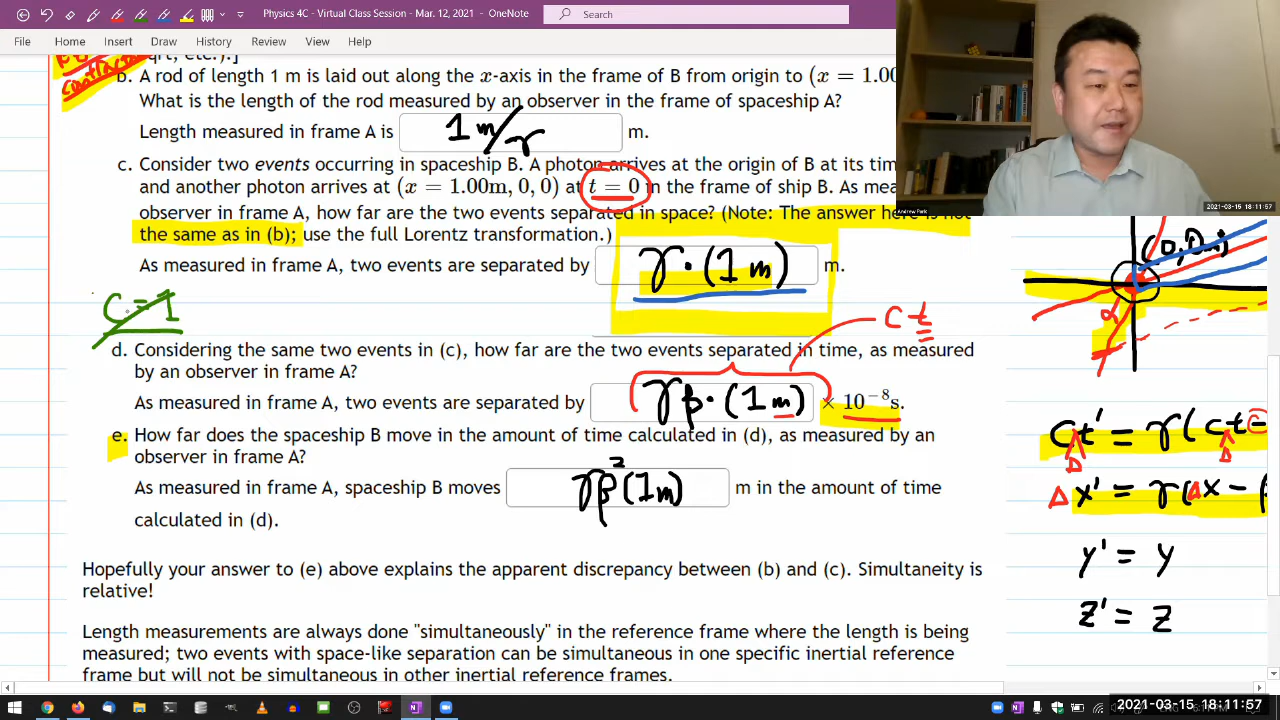 Physics 4C - Virtual Class Session - Mar. 12, 2021 - OneNote
Search
File Home Insert Draw History Review View Help
sqrt, etc.).]
b. A rod of length 1 m is laid out along the x-axis in the frame of B from origin to (x = 1.00
What is the length of the rod measured by an observer in the frame of spaceship A?
Length measured in frame A is 1m/γ m.
c. Consider two events occurring in spaceship B. A photon arrives at the origin of B at its tim
and another photon arrives at (x = 1.00m, 0, 0) at t = 0 in the frame of ship B. As mea
observer in frame A, how far are the two events separated in space? (Note: The answer here is not
the same as in (b); use the full Lorentz transformation.)
As measured in frame A, two events are separated by γ·(1m) m.
C=1
ct
d. Considering the same two events in (c), how far are the two events separated in time, as measured
by an observer in frame A?
As measured in frame A, two events are separated by γβ·(1m) × 10⁻⁸s.
e. How far does the spaceship B move in the amount of time calculated in (d), as measured by an
observer in frame A?
As measured in frame A, spaceship B moves γβ²(1m) m in the amount of time
calculated in (d).
Hopefully your answer to (e) above explains the apparent discrepancy between (b) and (c). Simultaneity is
relative!
Length measurements are always done "simultaneously" in the reference frame where the length is being
measured; two events with space-like separation can be simultaneous in one specific inertial reference
frame but will not be simultaneous in other inertial reference frames.
Andrew Park
2021-03-15 18:11:57
ct' = γ(ct -
Δx' = γ(Δx -
y' = y
z' = z
2021-03-15 18:11:57